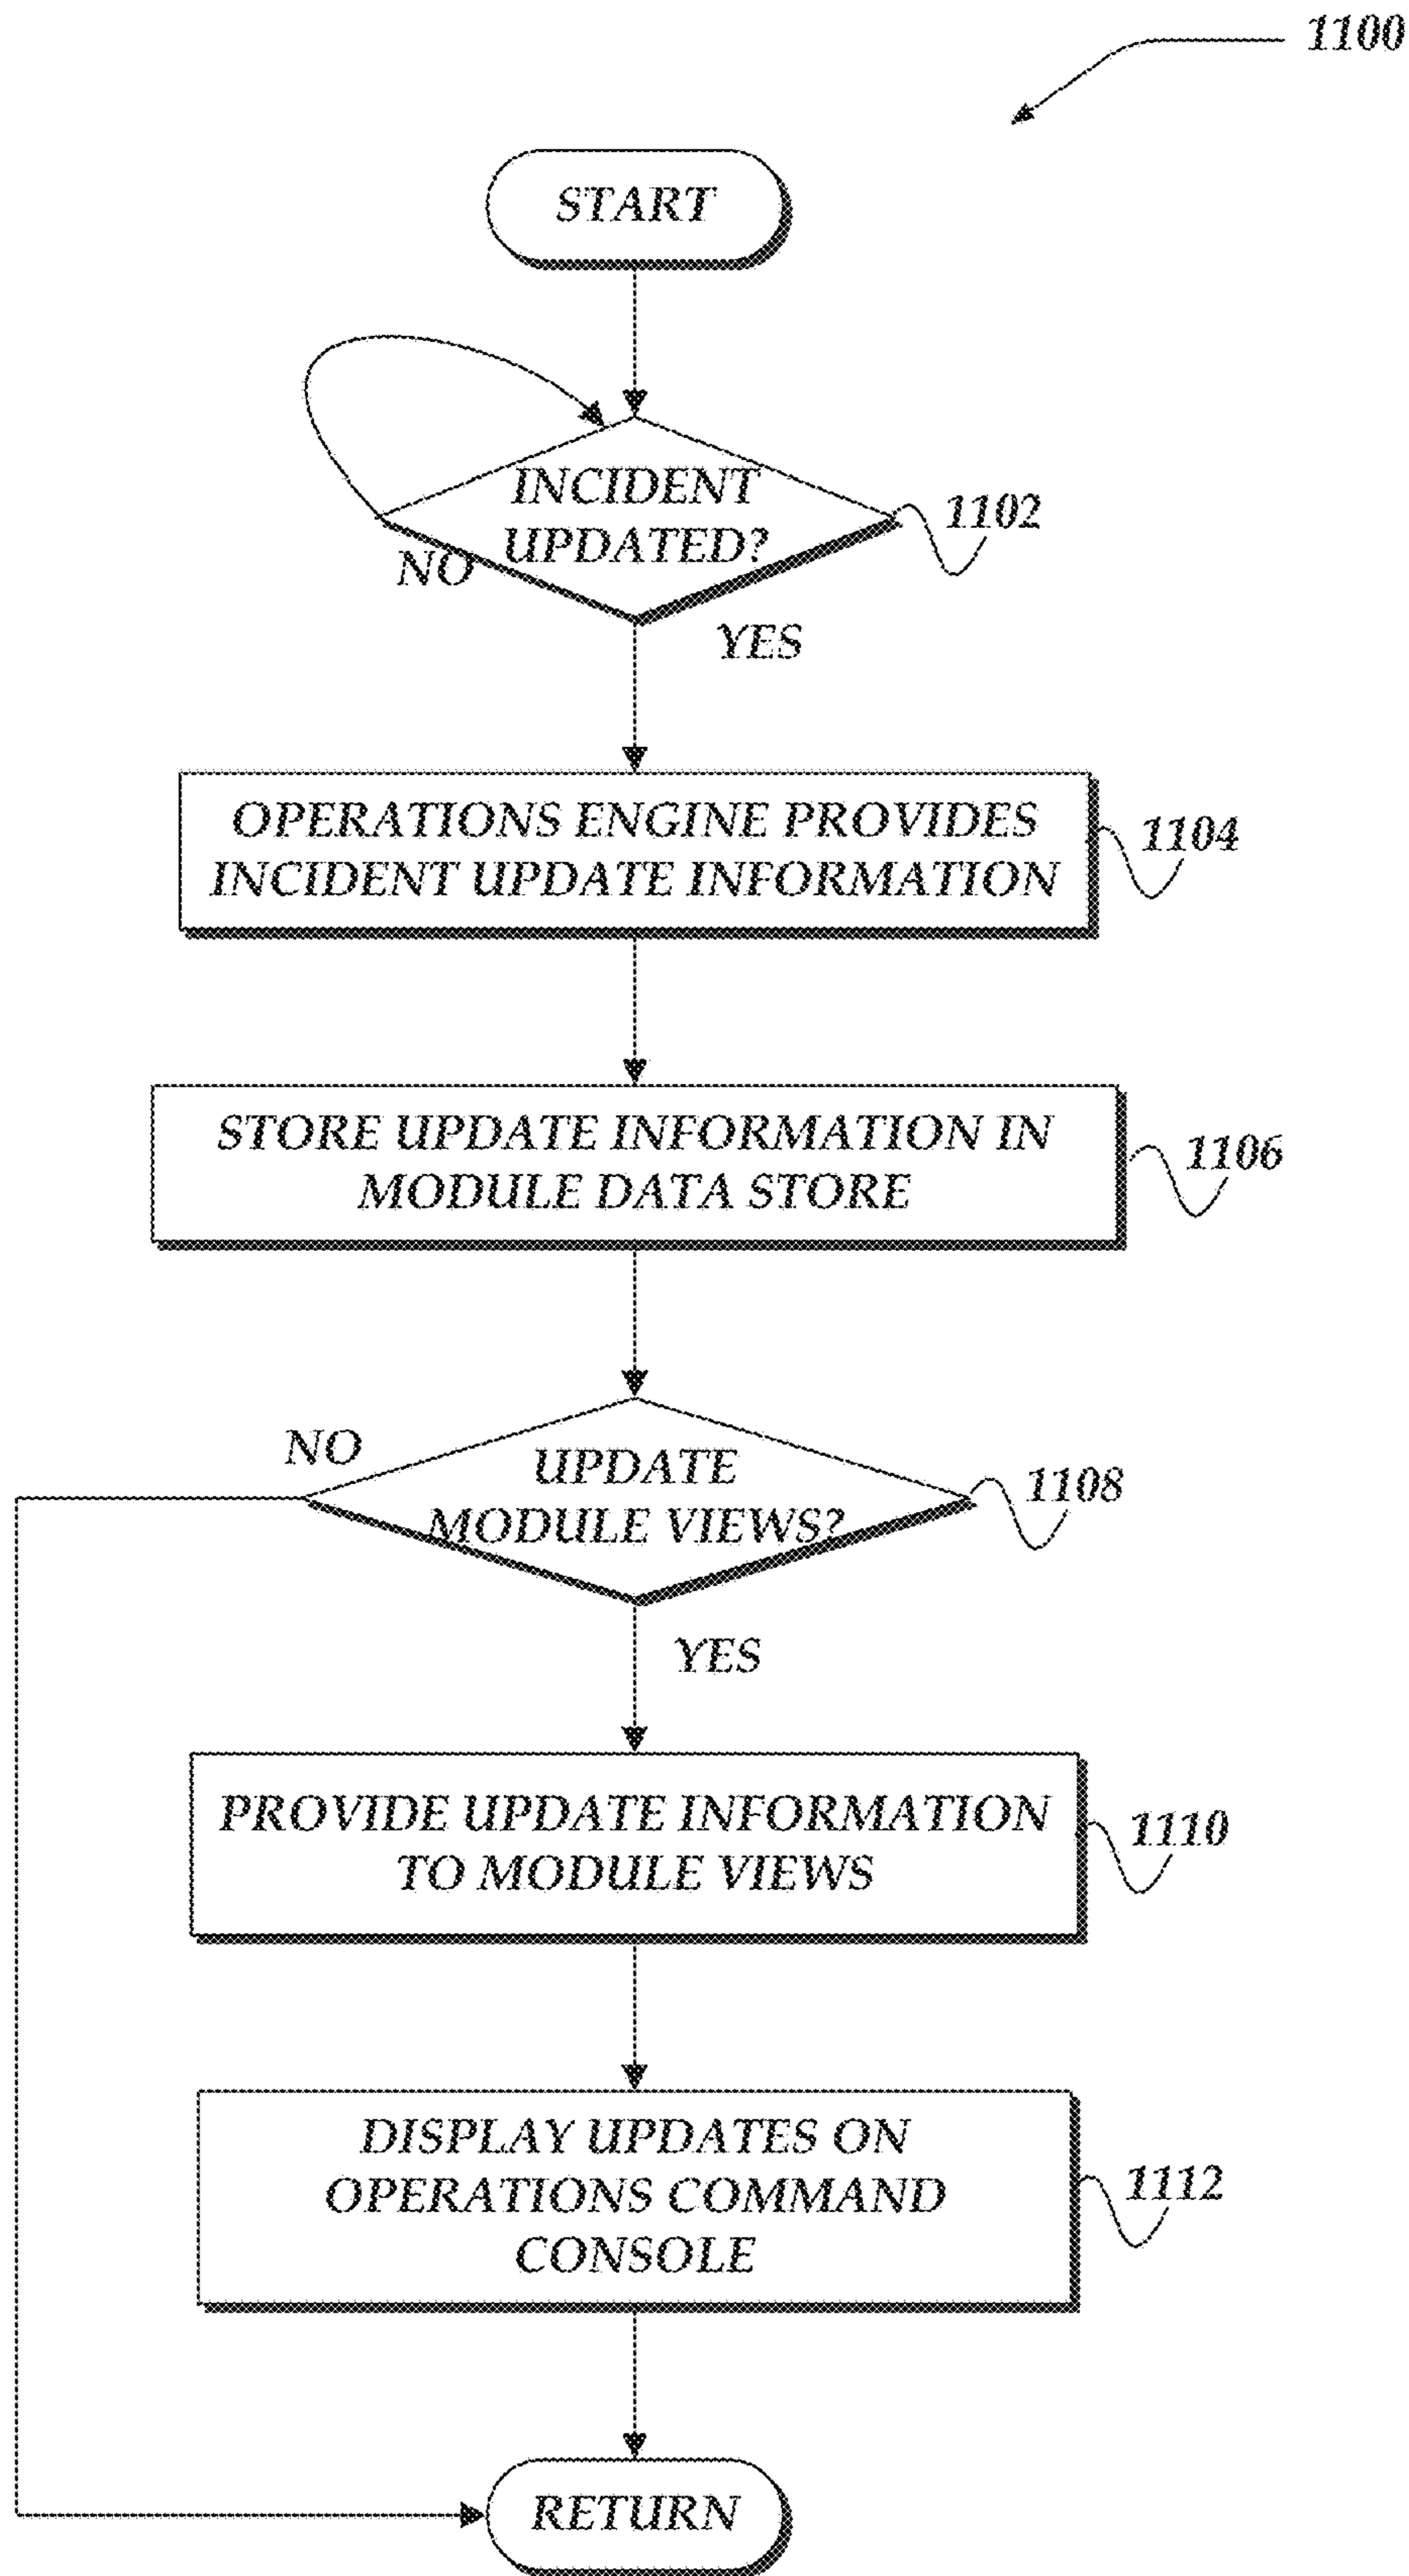 1100
START
INCIDENT
UPDATED?
1102
NO
YES
OPERATIONS ENGINE PROVIDES
INCIDENT UPDATE INFORMATION
1104
STORE UPDATE INFORMATION IN
MODULE DATA STORE
1106
NO
UPDATE
MODULE VIEWS?
1108
YES
PROVIDE UPDATE INFORMATION
TO MODULE VIEWS
1110
DISPLAY UPDATES ON
OPERATIONS COMMAND
CONSOLE
1112
RETURN